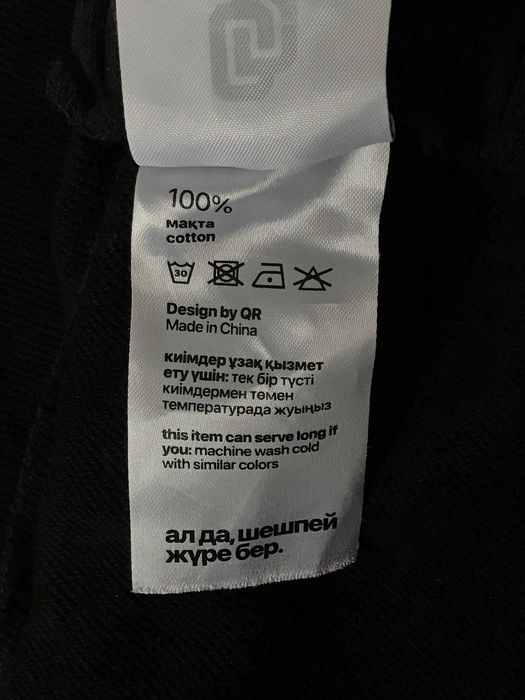 100%
мақта
cotton
30
Design by QR
Made in China
киімдер ұзақ қызмет
ету үшін: тек бір түсті
киімдермен төмен
температурада жуыңыз
this item can serve long if
you: machine wash cold
with similar colors
ал да, шешпей
жүре бер.